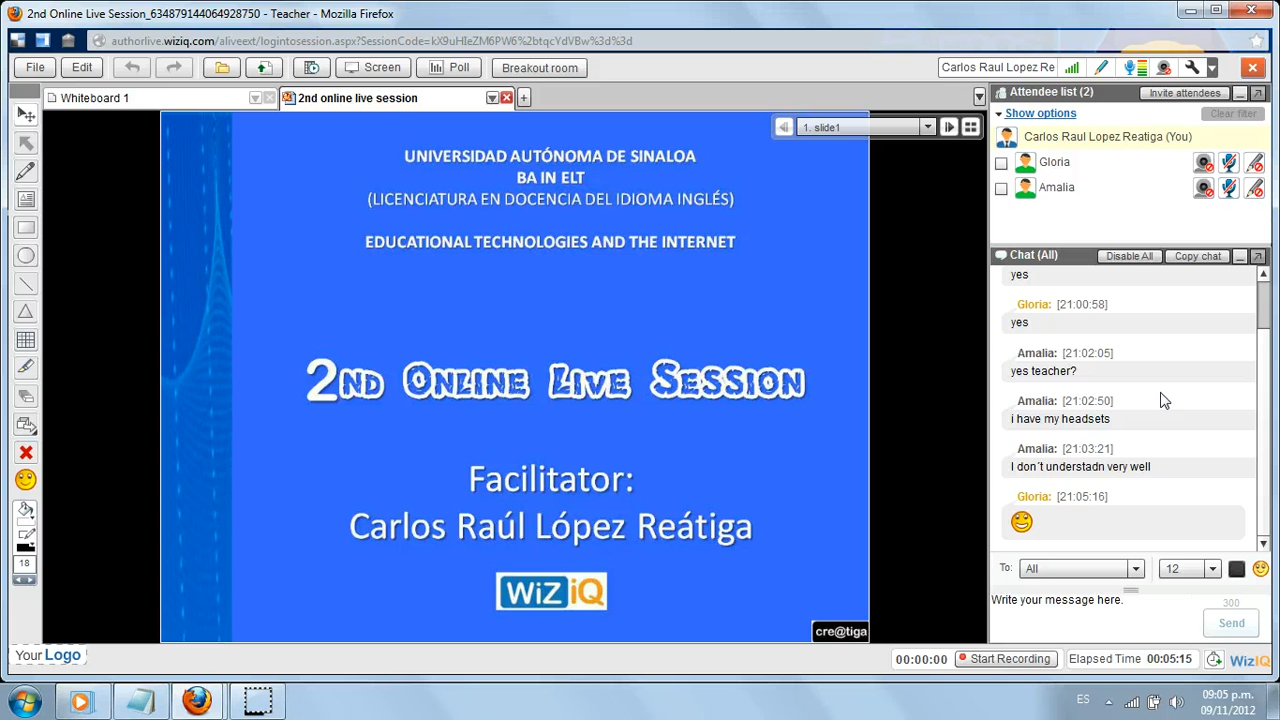 2nd Online Live Session_634879144064928750 - Teacher - Mozilla Firefox
authorlive.wiziq.com/aliveext/logintosession.aspx?SessionCode=kX9uHIeZM6PW6%2btqcYdVBw%3d%3d
File
Edit
Screen
Poll
Breakout room
Carlos Raul Lopez Re
Whiteboard 1
2nd online live session
1. slide1
UNIVERSIDAD AUTÓNOMA DE SINALOA
BA IN ELT
(LICENCIATURA EN DOCENCIA DEL IDIOMA INGLÉS)
EDUCATIONAL TECHNOLOGIES AND THE INTERNET
2ND ONLINE LIVE SESSION
Facilitator:
Carlos Raúl López Reátiga
WiZiQ
cre@tiga
18
Your Logo
Attendee list (2)
Invite attendees
Show options
Clear filter
Carlos Raul Lopez Reatiga (You)
Gloria
Amalia
Chat (All)
Disable All
Copy chat
yes
Gloria: [21:00:58]
yes
Amalia: [21:02:05]
yes teacher?
Amalia: [21:02:50]
i have my headsets
Amalia: [21:03:21]
I don´t understadn very well
Gloria: [21:05:16]
To:
All
12
Write your message here.
300
Send
00:00:00
Start Recording
Elapsed Time 00:05:15
WizIQ
ES
09:05 p.m.
09/11/2012